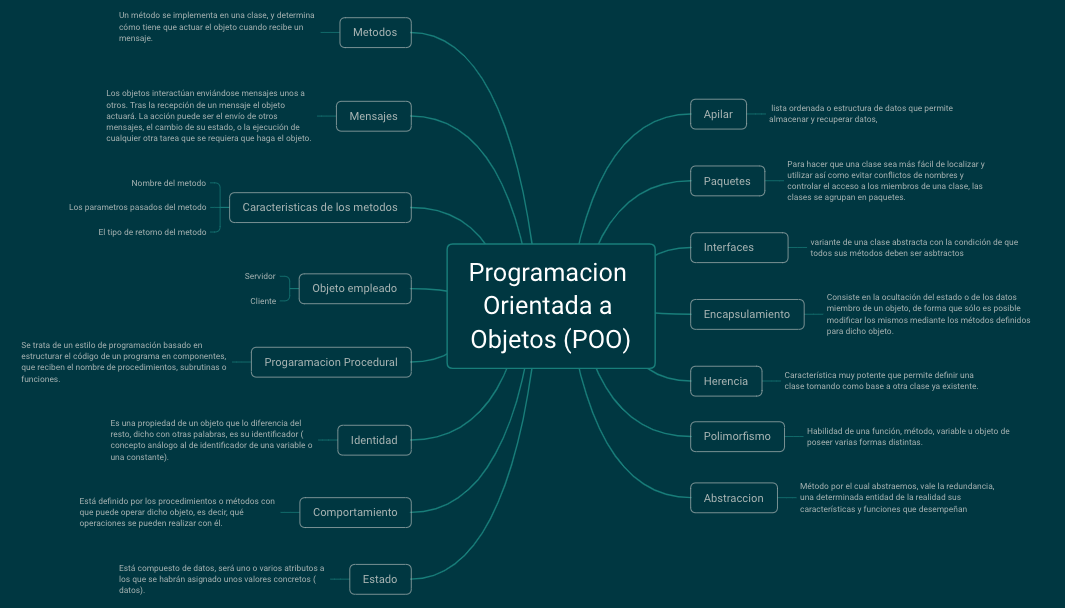 Programacion
Orientada a
Objetos (POO)
Un método se implementa en una clase, y determina
cómo tiene que actuar el objeto cuando recibe un
mensaje.
Metodos
Los objetos interactúan enviándose mensajes unos a
otros. Tras la recepción de un mensaje el objeto
actuará. La acción puede ser el envío de otros
mensajes, el cambio de su estado, o la ejecución de
cualquier otra tarea que se requiera que haga el objeto.
Mensajes
Nombre del metodo
Los parametros pasados del metodo
El tipo de retorno del metodo
Caracteristicas de los metodos
Servidor
Cliente
Objeto empleado
Se trata de un estilo de programación basado en
estructurar el código de un programa en componentes,
que reciben el nombre de procedimientos, subrutinas o
funciones.
Progaramacion Procedural
Es una propiedad de un objeto que lo diferencia del
resto, dicho con otras palabras, es su identificador (
concepto análogo al de identificador de una variable o
una constante).
Identidad
Está definido por los procedimientos o métodos con
que puede operar dicho objeto, es decir, qué
operaciones se pueden realizar con él.
Comportamiento
Está compuesto de datos, será uno o varios atributos a
los que se habrán asignado unos valores concretos (
datos).
Estado
Apilar
lista ordenada o estructura de datos que permite
almacenar y recuperar datos,
Paquetes
Para hacer que una clase sea más fácil de localizar y
utilizar así como evitar conflictos de nombres y
controlar el acceso a los miembros de una clase, las
clases se agrupan en paquetes.
Interfaces
variante de una clase abstracta con la condición de que
todos sus métodos deben ser asbtractos
Encapsulamiento
Consiste en la ocultación del estado o de los datos
miembro de un objeto, de forma que sólo es posible
modificar los mismos mediante los métodos definidos
para dicho objeto.
Herencia
Característica muy potente que permite definir una
clase tomando como base a otra clase ya existente.
Polimorfismo
Habilidad de una función, método, variable u objeto de
poseer varias formas distintas.
Abstraccion
Método por el cual abstraemos, vale la redundancia,
una determinada entidad de la realidad sus
características y funciones que desempeñan